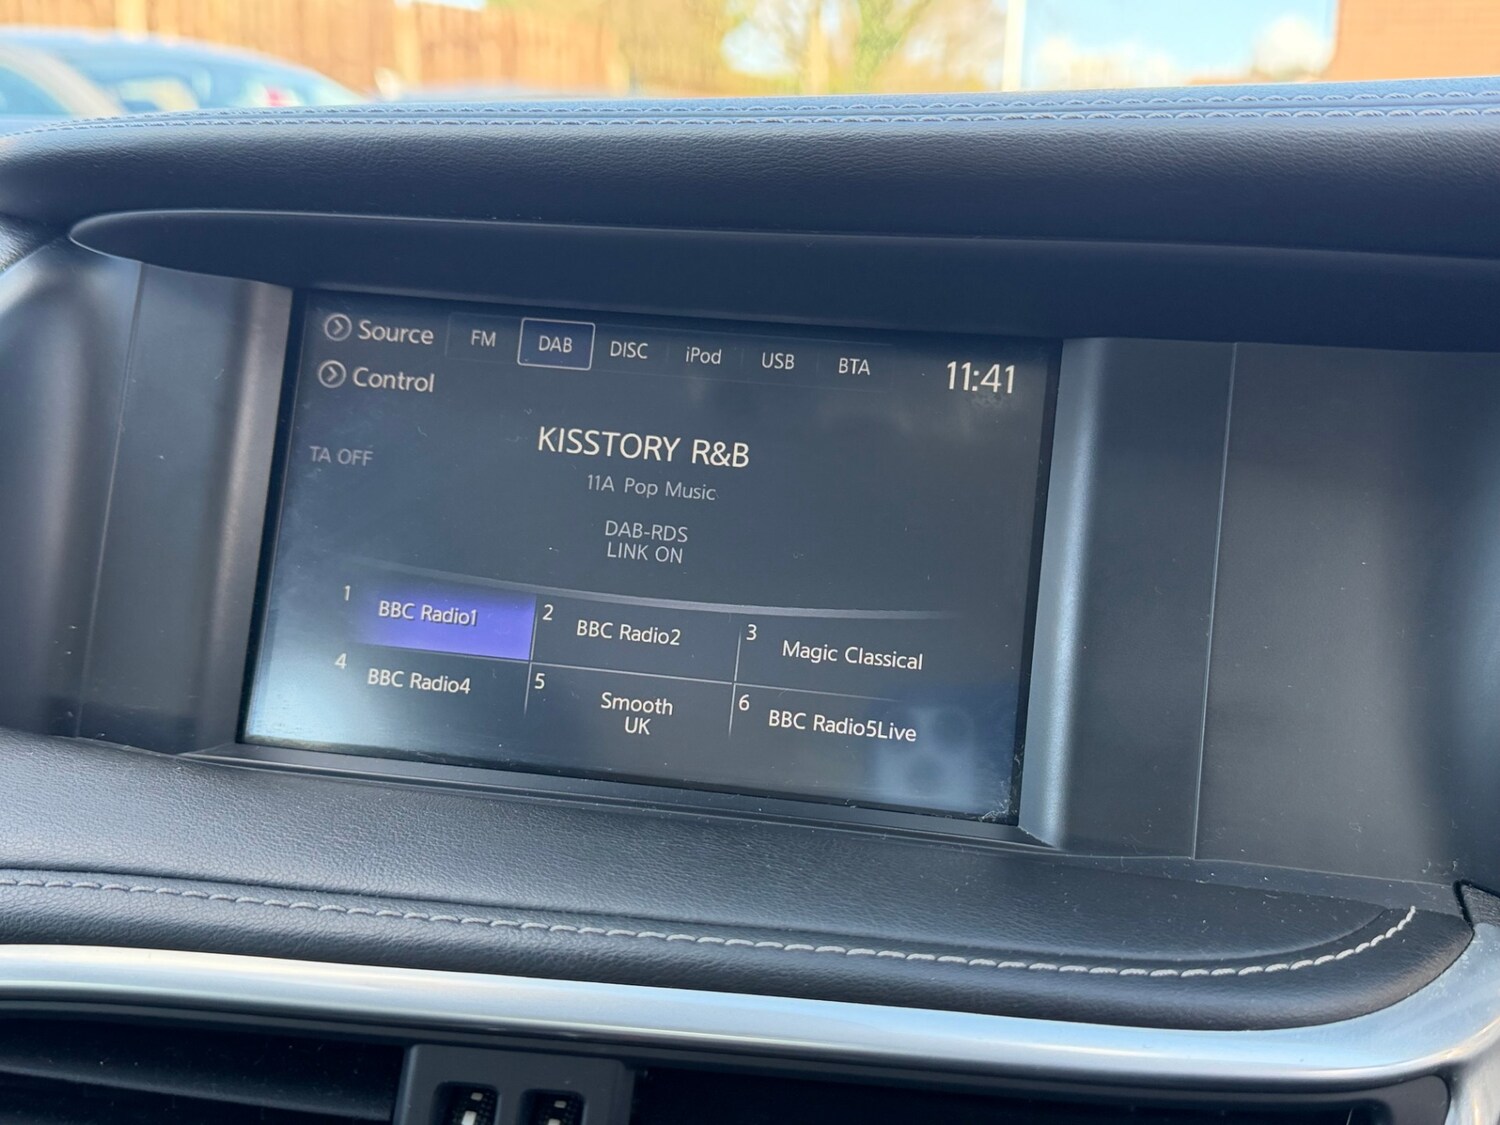 Source FM DAB DISC iPod USB BTA 11:41
Control
TA OFF
KISSTORY R&B
11A Pop Music
DAB-RDS
LINK ON
1 BBC Radio1
2 BBC Radio2
3 Magic Classical
4 BBC Radio4
5 Smooth
UK
6 BBC Radio5Live